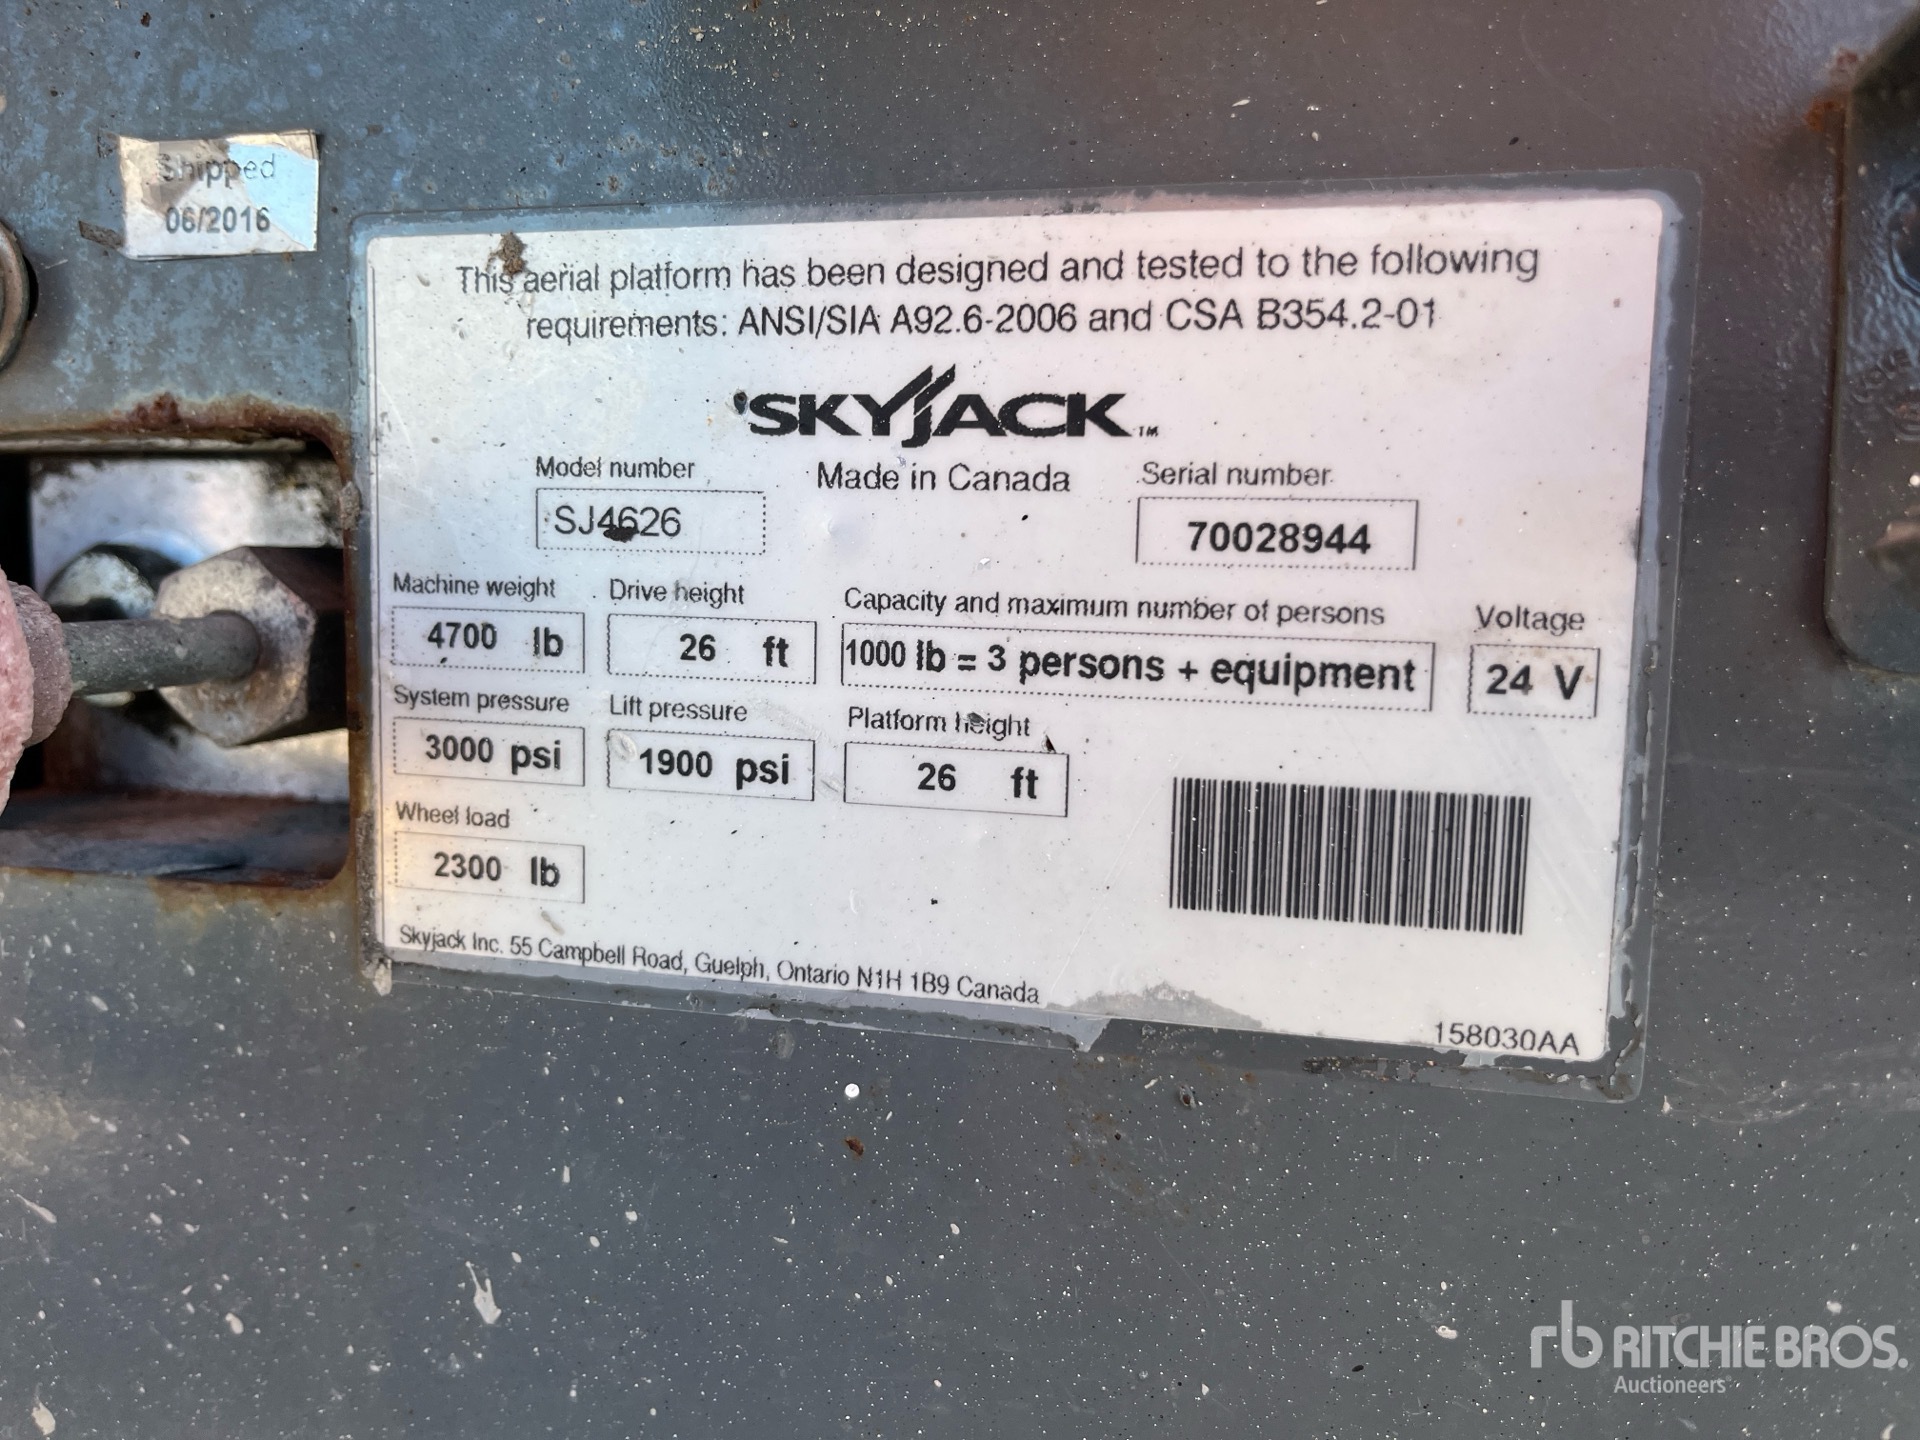 Shipped
06/2016
This aerial platform has been designed and tested to the following
requirements: ANSI/SIA A92.6-2006 and CSA B354.2-01
SKYJACK TM
Made in Canada
Model number
SJ4626
Serial number
70028944
Machine weight
4700 lb
Drive height
26 ft
Capacity and maximum number of persons
1000 lb = 3 persons + equipment
Voltage
24 V
System pressure
3000 psi
Lift pressure
1900 psi
Platform height
26 ft
Wheel load
2300 lb
Skyjack Inc. 55 Campbell Road, Guelph, Ontario N1H 1B9 Canada
158030AA
rb RITCHIE BROS.
Auctioneers